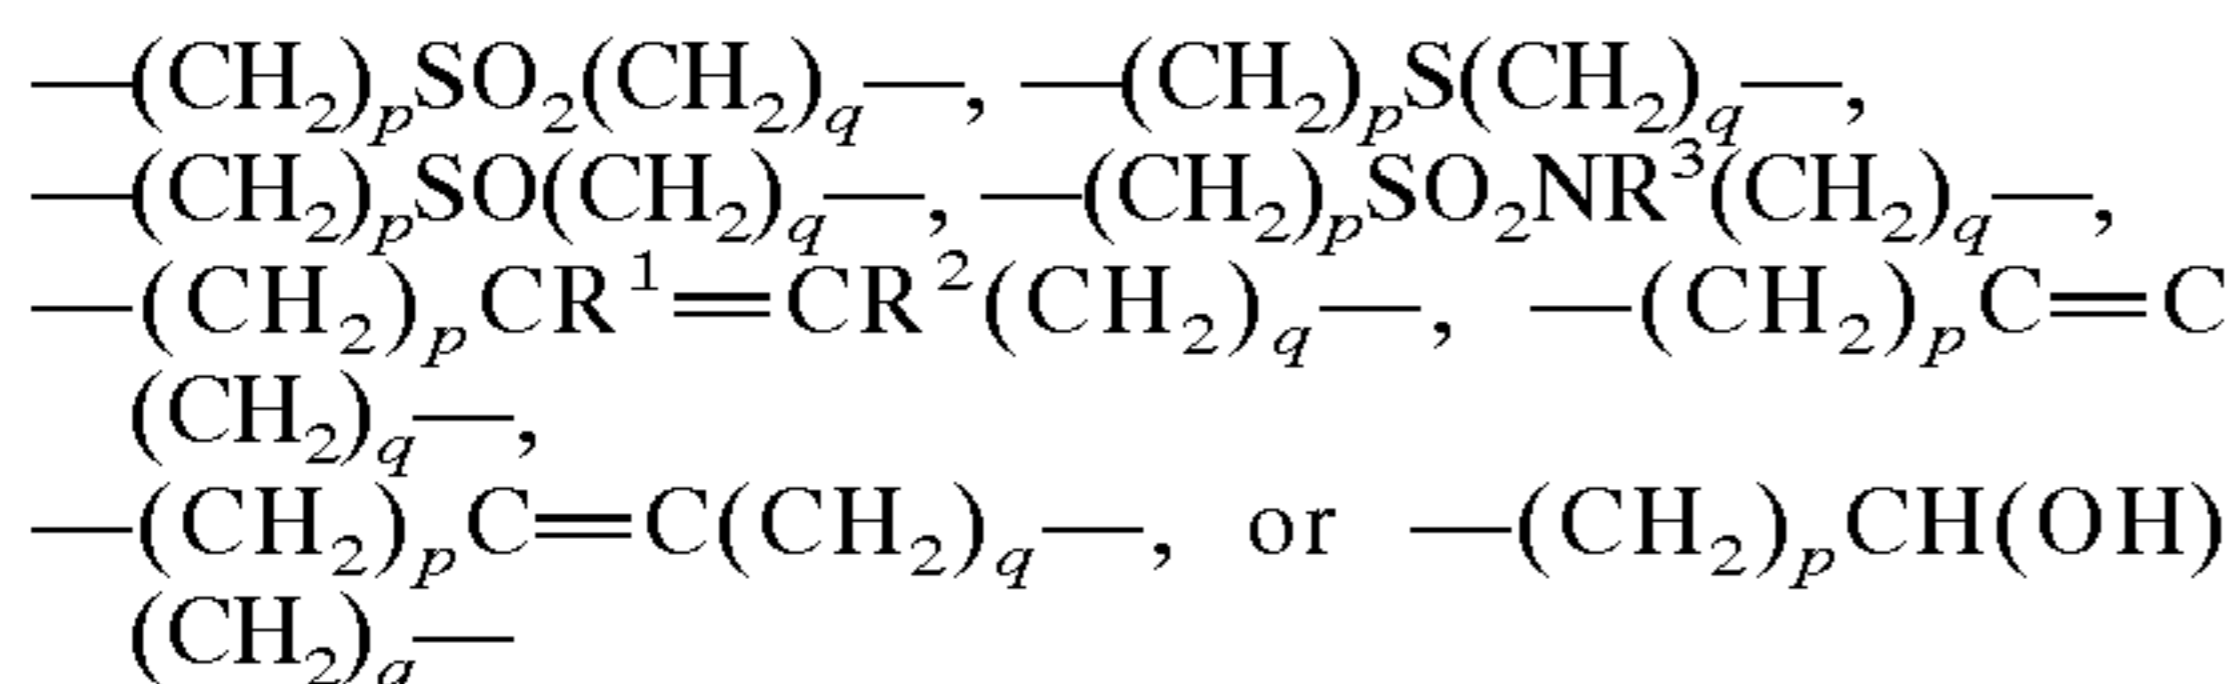 —(CH₂)ₚSO₂(CH₂)q—, —(CH₂)ₚS(CH₂)q—,
—(CH₂)ₚSO(CH₂)q—, —(CH₂)ₚSO₂NR³(CH₂)q—,
—(CH₂)ₚCR¹=CR²(CH₂)q—, —(CH₂)ₚC=C
(CH₂)q—,
—(CH₂)ₚC=C(CH₂)q—, or —(CH₂)ₚCH(OH)
(CH₂)q—